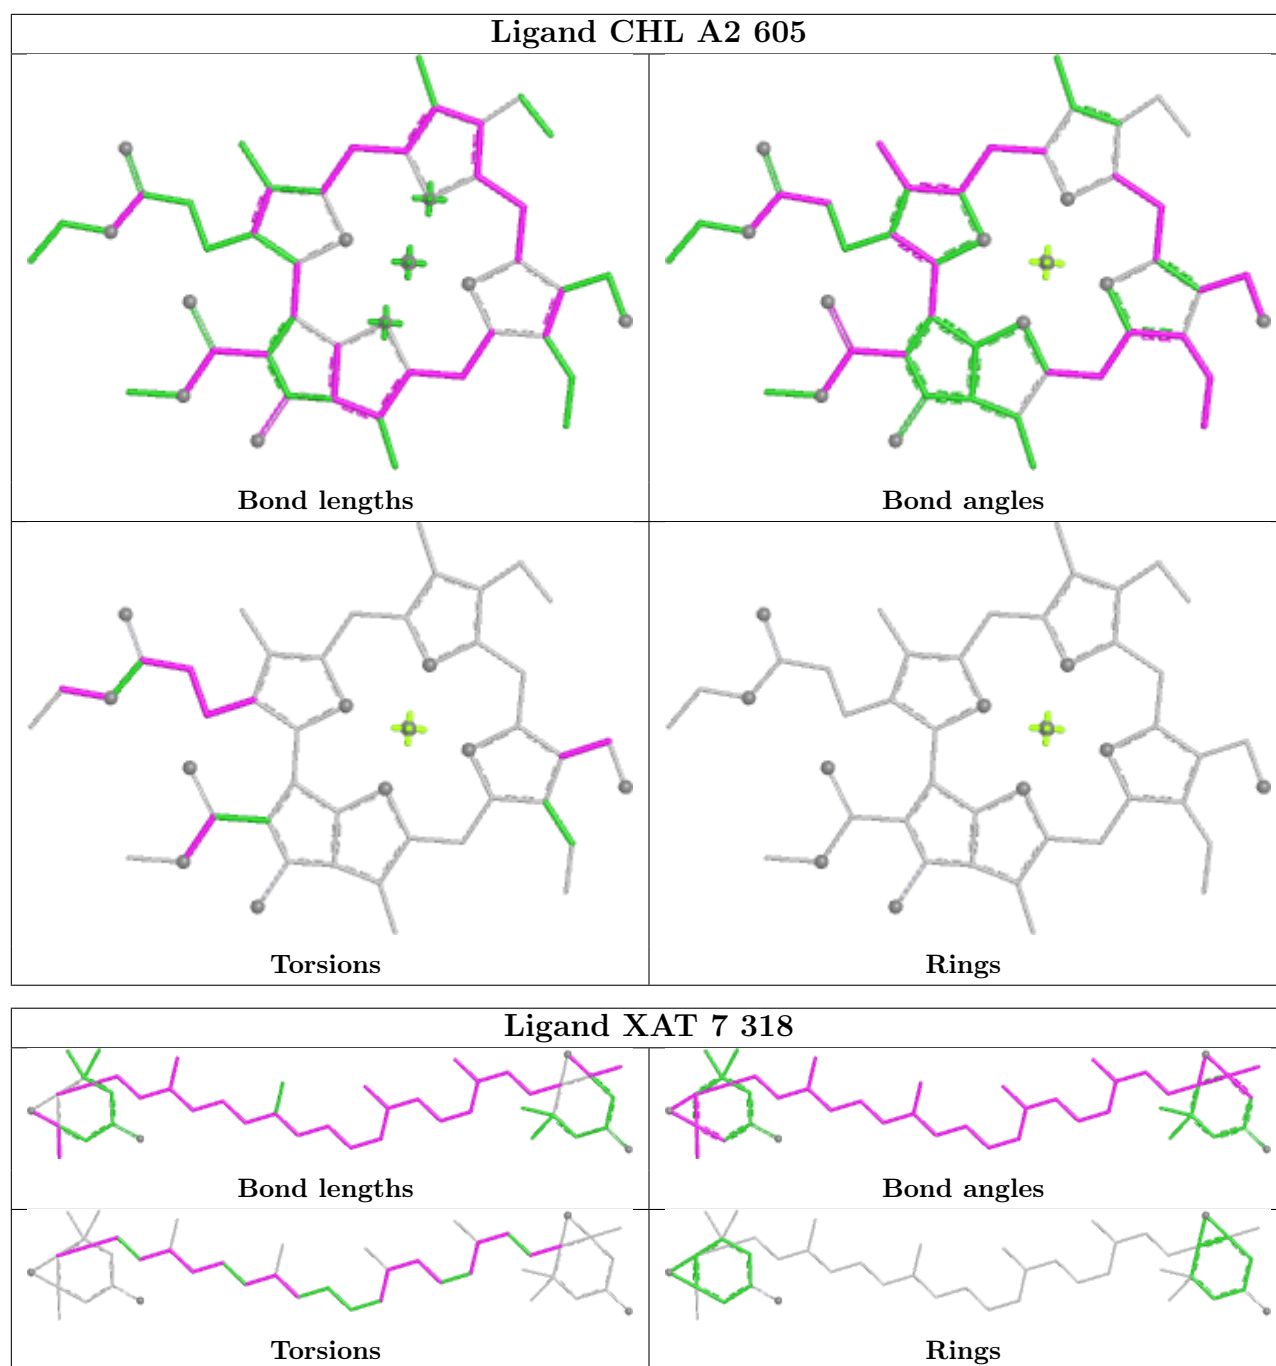 Ligand CHL A2 605
Bond lengths
Bond angles
Torsions
Rings
Ligand XAT 7 318
Bond lengths
Bond angles
Torsions
Rings